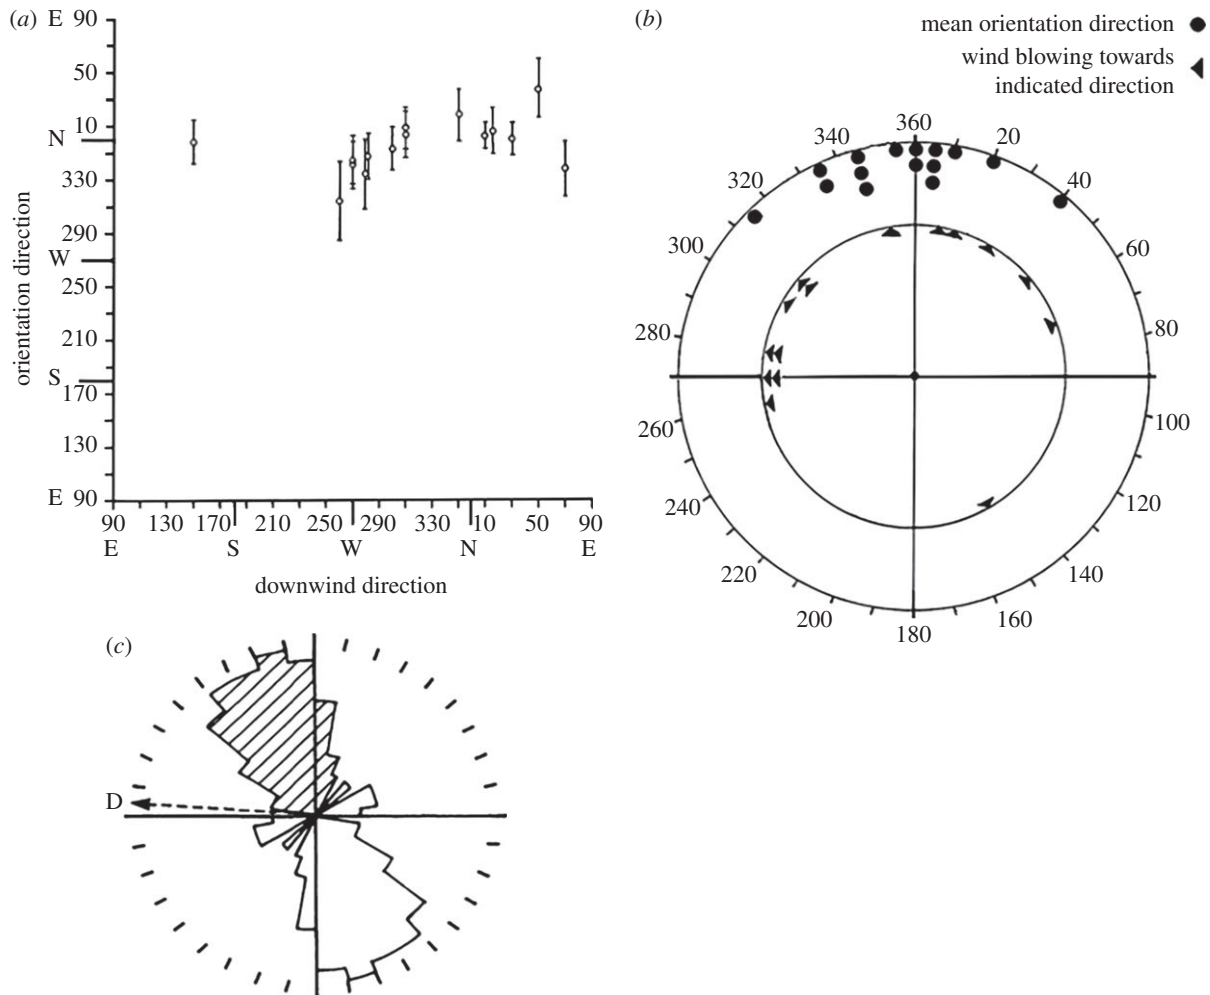 (a)
E 90
50
10
N
330
290
W
250
210
S
170
130
E 90
orientation direction
90 130 170 210 250 290 330 10 50 90
E S W N E
downwind direction
(b)
mean orientation direction
wind blowing towards
indicated direction
360
340 20
320 40
300 60
280 80
260 100
240 120
220 140
200 160
180
(c)
D